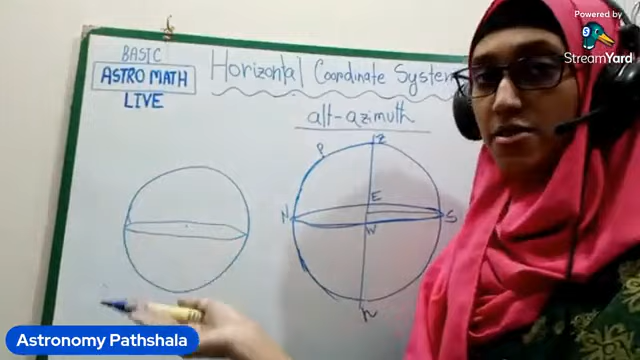 Powered by
StreamYard
BASIC
ASTRO MATH
LIVE
Horizontal Coordinate System
alt-azimuth
P
Z
E
N
S
W
n
Astronomy Pathshala